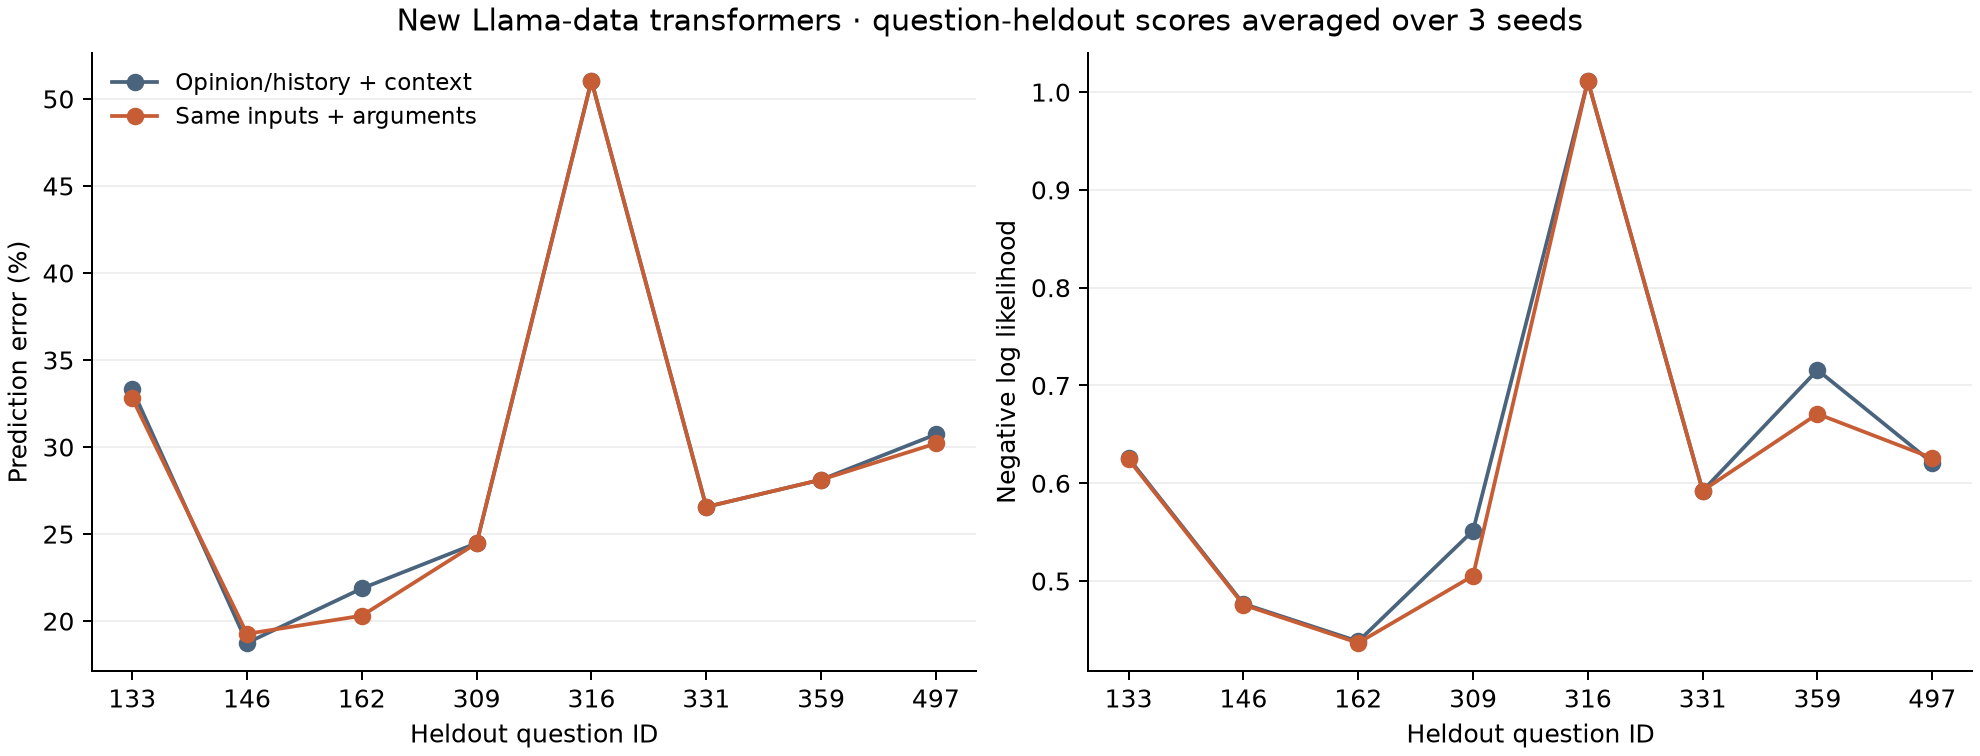 New Llama-data transformers · question-heldout scores averaged over 3 seeds
Opinion/history + context
Same inputs + arguments
Prediction error (%)
50
45
40
35
30
25
20
133 146 162 309 316 331 359 497
Heldout question ID
Negative log likelihood
1.0
0.9
0.8
0.7
0.6
0.5
133 146 162 309 316 331 359 497
Heldout question ID